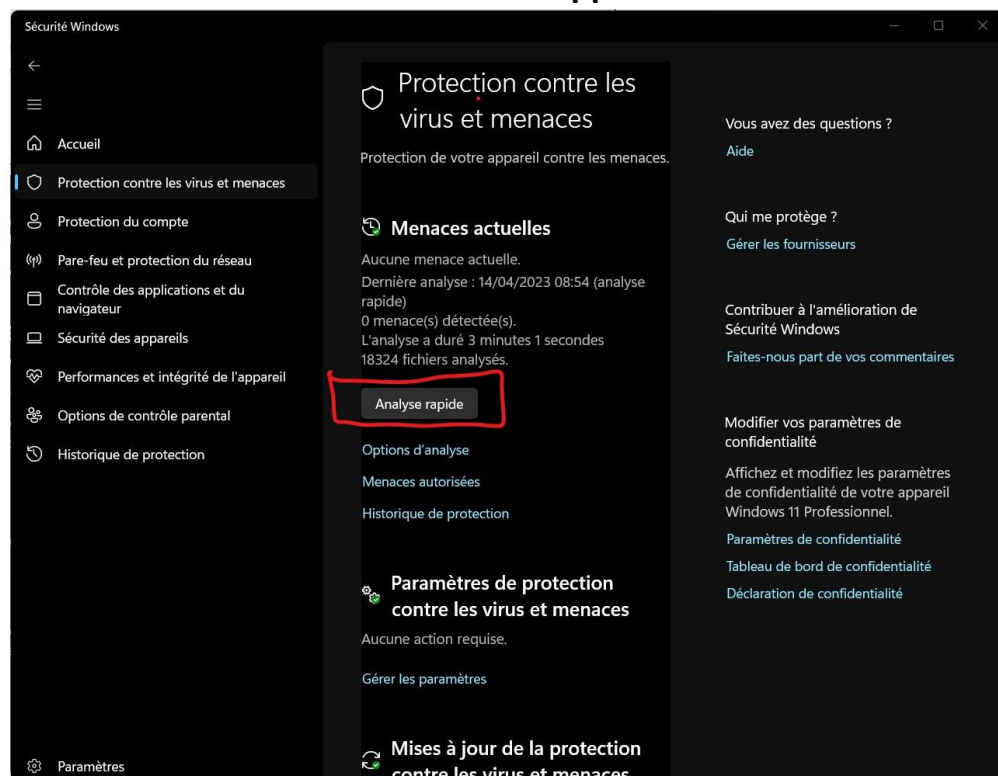 Sécurité Windows
Accueil
Protection contre les virus et menaces
Protection du compte
Pare-feu et protection du réseau
Contrôle des applications et du
navigateur
Sécurité des appareils
Performances et intégrité de l'appareil
Options de contrôle parental
Historique de protection
Paramètres
Protection contre les
virus et menaces
Protection de votre appareil contre les menaces.
Menaces actuelles
Aucune menace actuelle.
Dernière analyse : 14/04/2023 08:54 (analyse
rapide)
0 menace(s) détectée(s).
L'analyse a duré 3 minutes 1 secondes
18324 fichiers analysés.
Analyse rapide
Options d'analyse
Menaces autorisées
Historique de protection
Paramètres de protection
contre les virus et menaces
Aucune action requise.
Gérer les paramètres
Mises à jour de la protection
contre les virus et menaces
Vous avez des questions ?
Aide
Qui me protège ?
Gérer les fournisseurs
Contribuer à l'amélioration de
Sécurité Windows
Faites-nous part de vos commentaires
Modifier vos paramètres de
confidentialité
Affichez et modifiez les paramètres
de confidentialité de votre appareil
Windows 11 Professionnel.
Paramètres de confidentialité
Tableau de bord de confidentialité
Déclaration de confidentialité